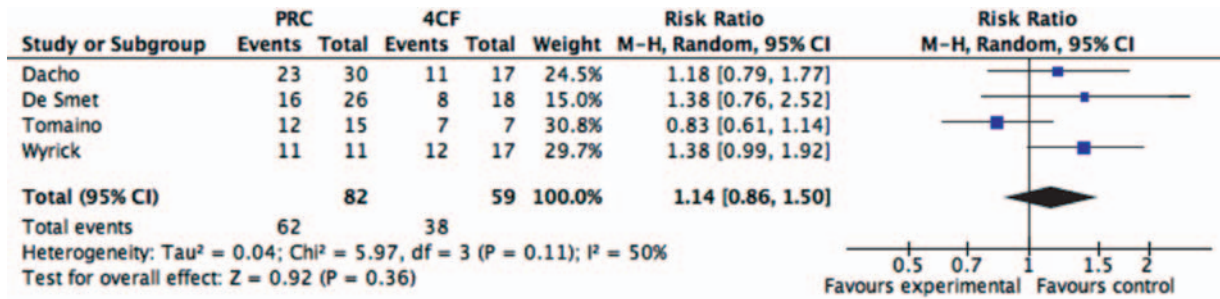 PRC 4CF Risk Ratio Risk Ratio
Study or Subgroup Events Total Events Total Weight M-H, Random, 95% CI M-H, Random, 95% CI
Dacho 23 30 11 17 24.5% 1.18 [0.79, 1.77]
De Smet 16 26 8 18 15.0% 1.38 [0.76, 2.52]
Tomaino 12 15 7 7 30.8% 0.83 [0.61, 1.14]
Wyrick 11 11 12 17 29.7% 1.38 [0.99, 1.92]
Total (95% CI) 82 59 100.0% 1.14 [0.86, 1.50]
Total events 62 38
Heterogeneity: Tau² = 0.04; Chi² = 5.97, df = 3 (P = 0.11); I² = 50%
Test for overall effect: Z = 0.92 (P = 0.36)
0.5 0.7 1 1.5 2
Favours experimental Favours control